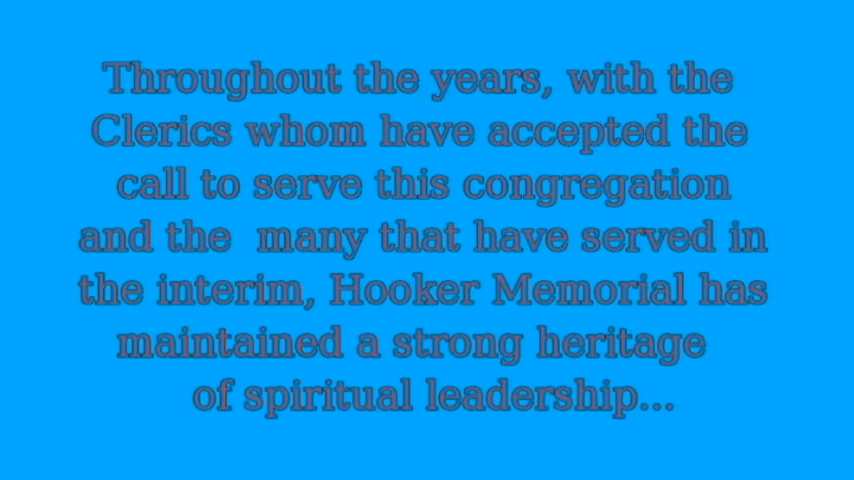 Throughout the years, with the
Clerics whom have accepted the
call to serve this congregation
and the  many that have served in
the interim, Hooker Memorial has
maintained a strong heritage
of spiritual leadership...